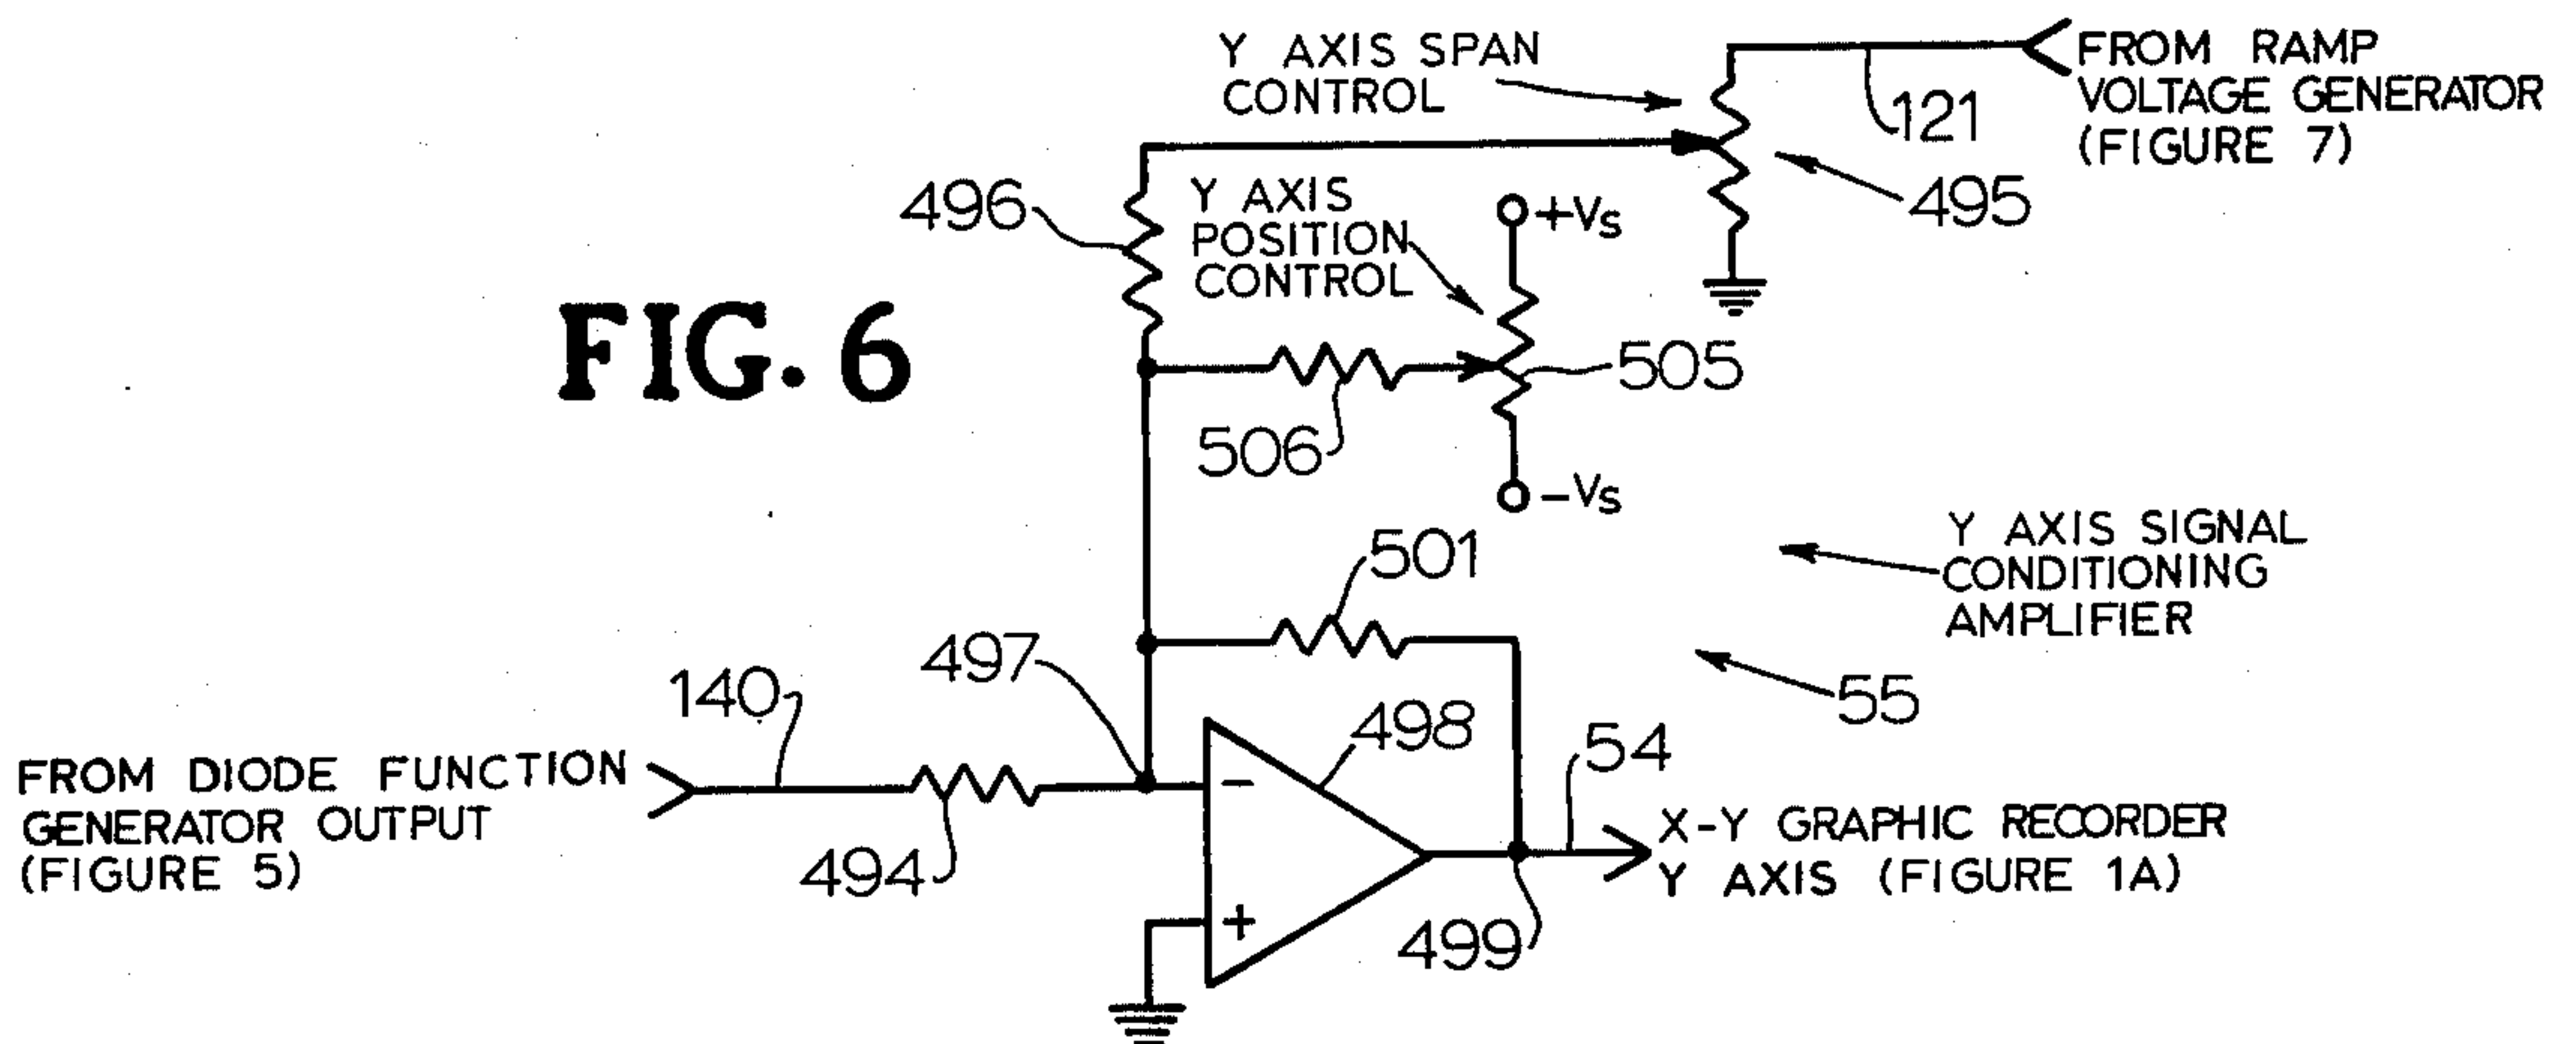 Y AXIS SPAN
CONTROL
FROM RAMP
VOLTAGE GENERATOR
(FIGURE 7)
121
495
496
Y AXIS
POSITION
CONTROL
+VS
505
506
-VS
FIG. 6
501
Y AXIS SIGNAL
CONDITIONING
AMPLIFIER
55
497
140
498
54
FROM DIODE FUNCTION
GENERATOR OUTPUT
(FIGURE 5)
494
-
+
499
X-Y GRAPHIC RECORDER
Y AXIS (FIGURE 1A)